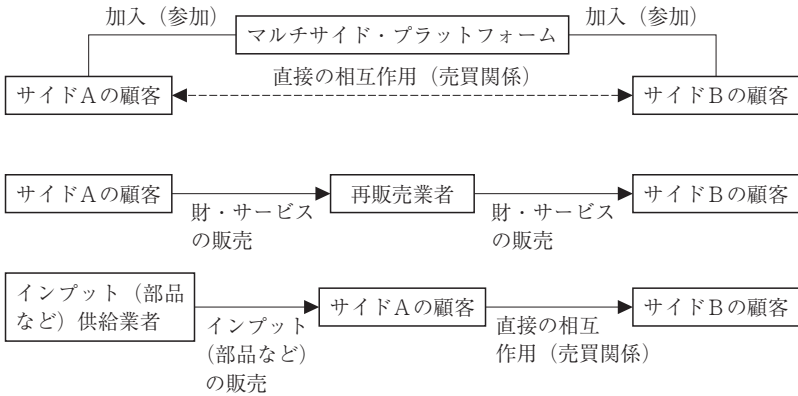 加入（参加）
マルチサイド・プラットフォーム
加入（参加）
直接の相互作用（売買関係）
サイドＡの顧客
サイドＢの顧客
サイドＡの顧客
再販売業者
サイドＢの顧客
財・サービス
の販売
財・サービス
の販売
インプット（部品
など）供給業者
サイドＡの顧客
サイドＢの顧客
インプット
（部品など）
の販売
直接の相互
作用（売買関係）